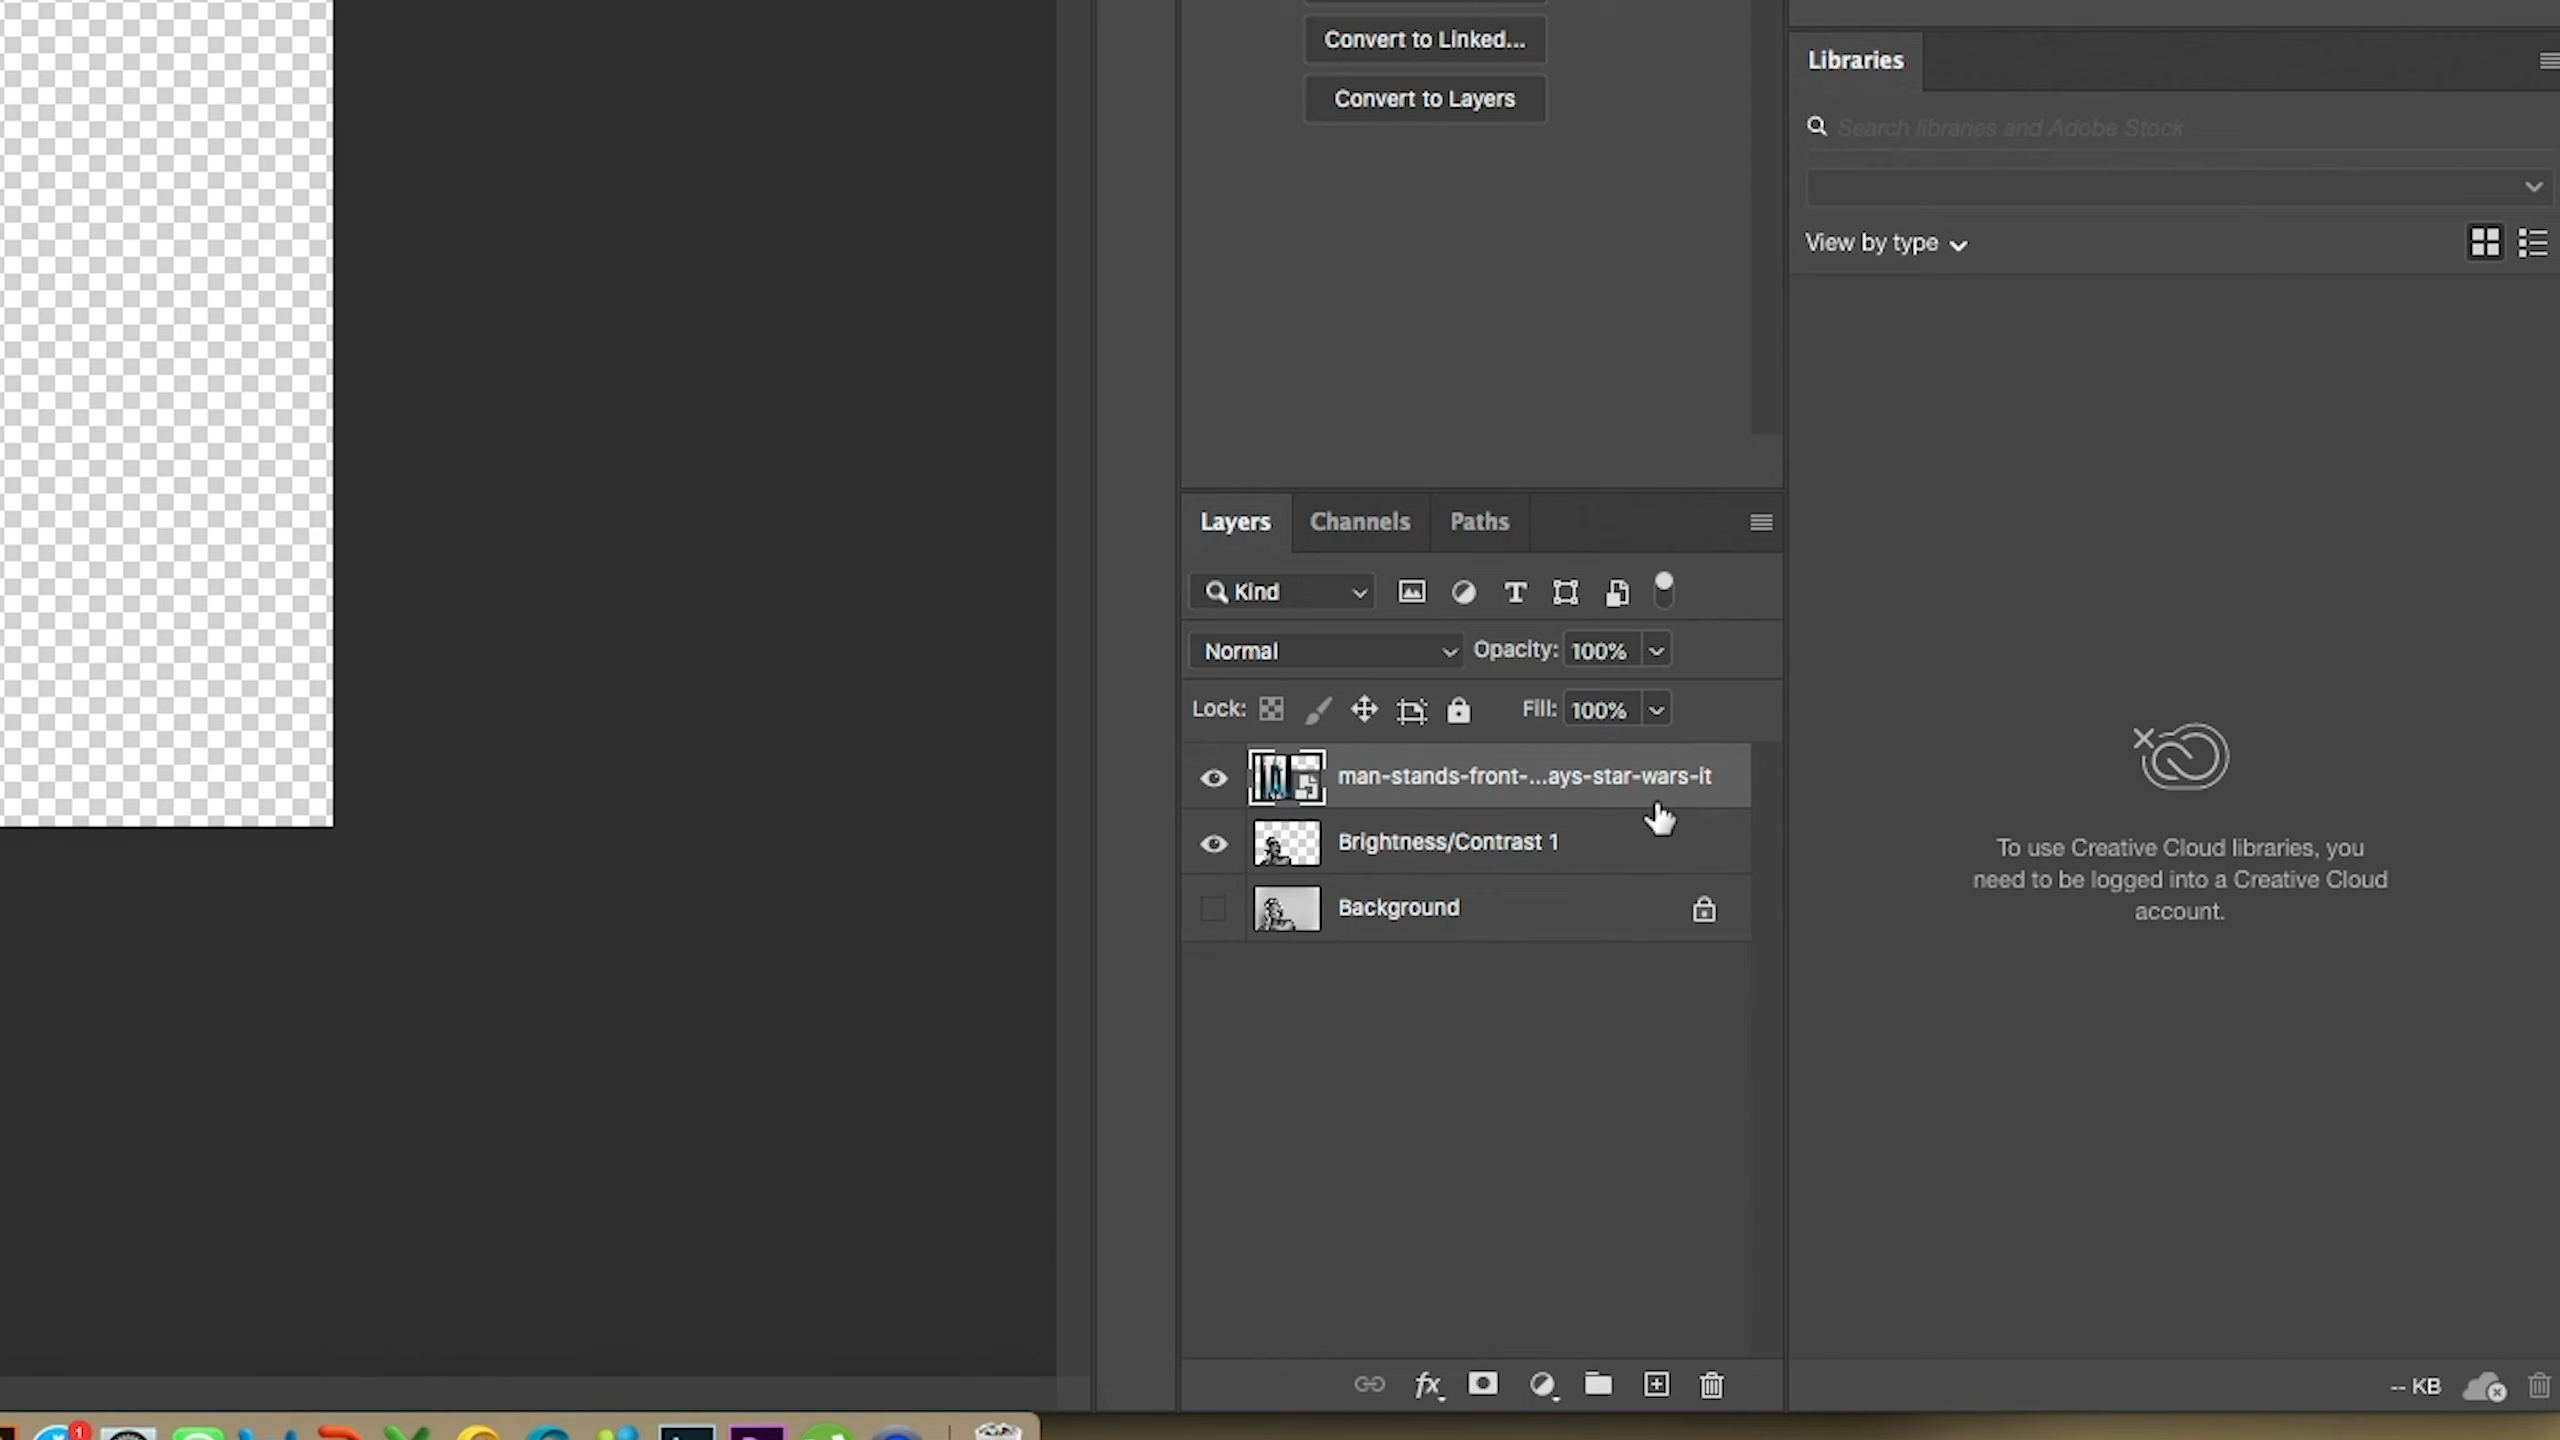 Convert to Linked...
Convert to Layers
Libraries
Search libraries and Adobe Stock
View by type
Layers
Channels
Paths
Kind
Normal
Opacity: 100%
Lock:
Fill: 100%
man-stands-front-...ays-star-wars-it
Brightness/Contrast 1
Background
To use Creative Cloud libraries, you
need to be logged into a Creative Cloud
account.
fx
-- KB
1